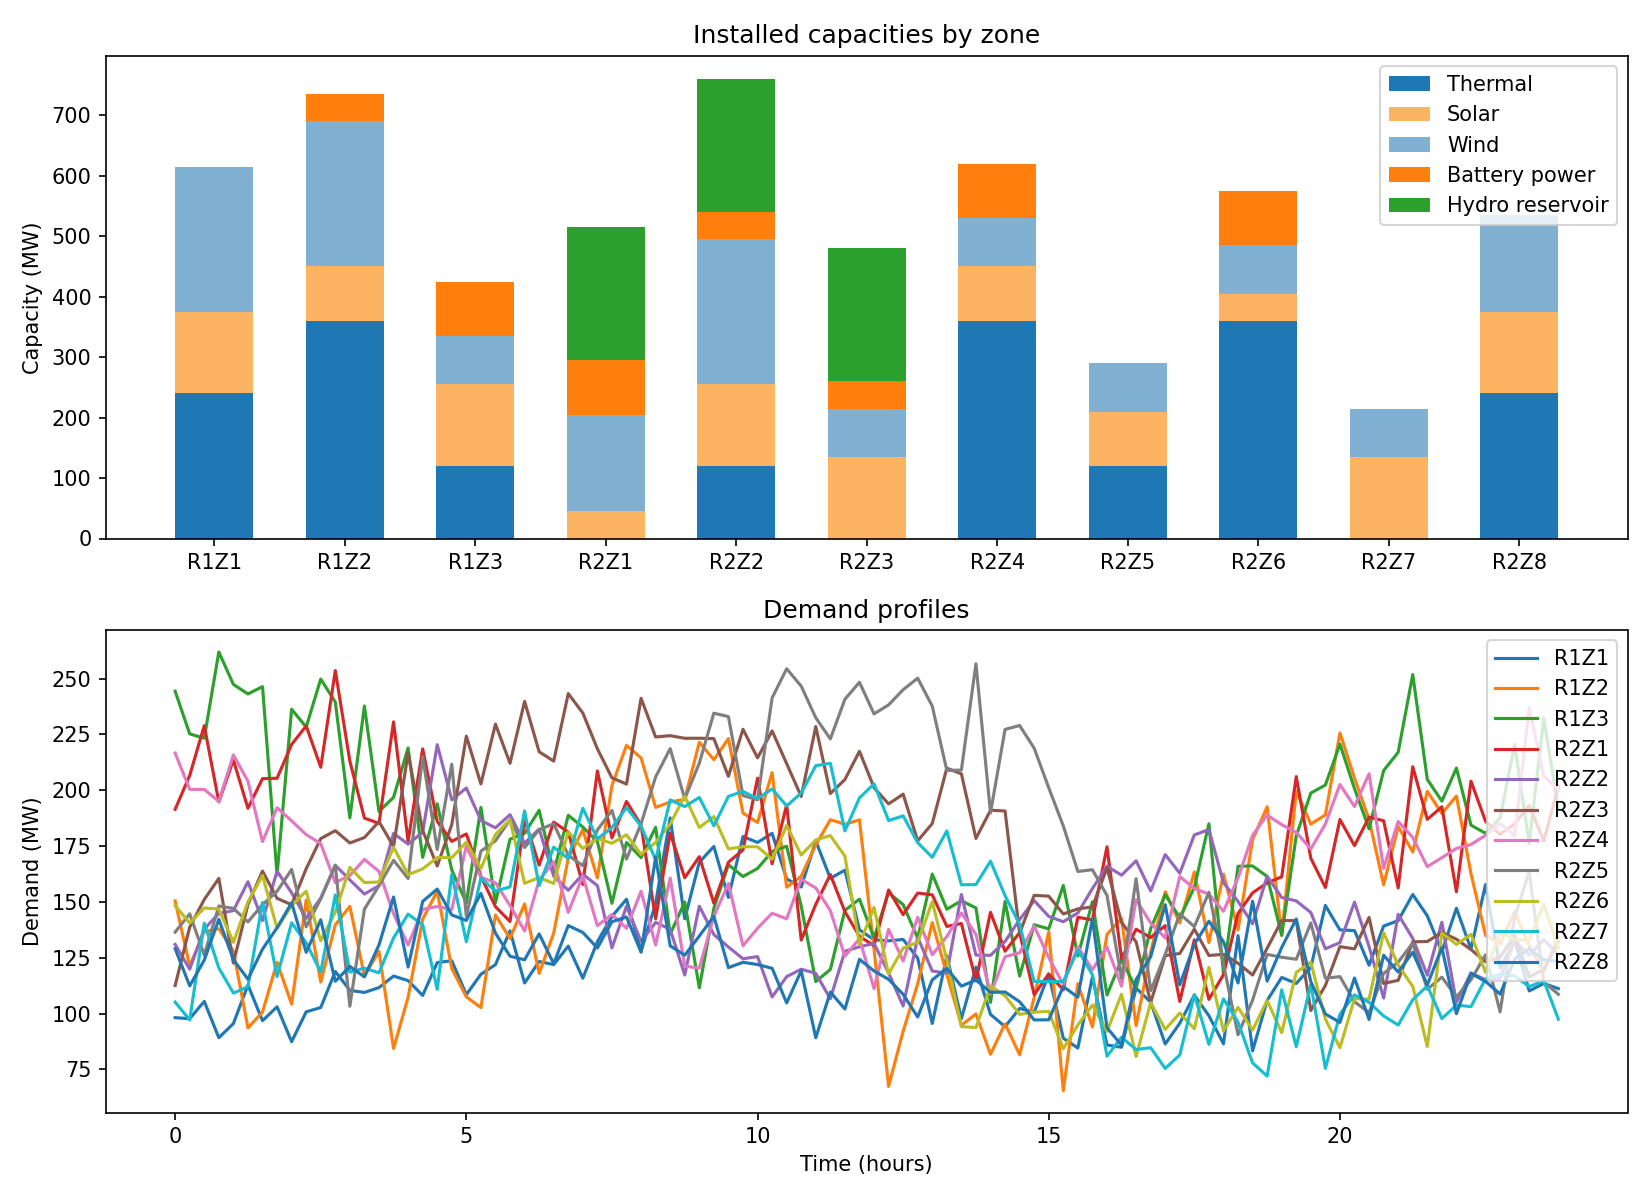 Installed capacities by zone
Capacity (MW)
700
600
500
400
300
200
100
0
Thermal
Solar
Wind
Battery power
Hydro reservoir
R1Z1 R1Z2 R1Z3 R2Z1 R2Z2 R2Z3 R2Z4 R2Z5 R2Z6 R2Z7 R2Z8
Demand profiles
Demand (MW)
250
225
200
175
150
125
100
75
R1Z1
R1Z2
R1Z3
R2Z1
R2Z2
R2Z3
R2Z4
R2Z5
R2Z6
R2Z7
R2Z8
0 5 10 15 20
Time (hours)